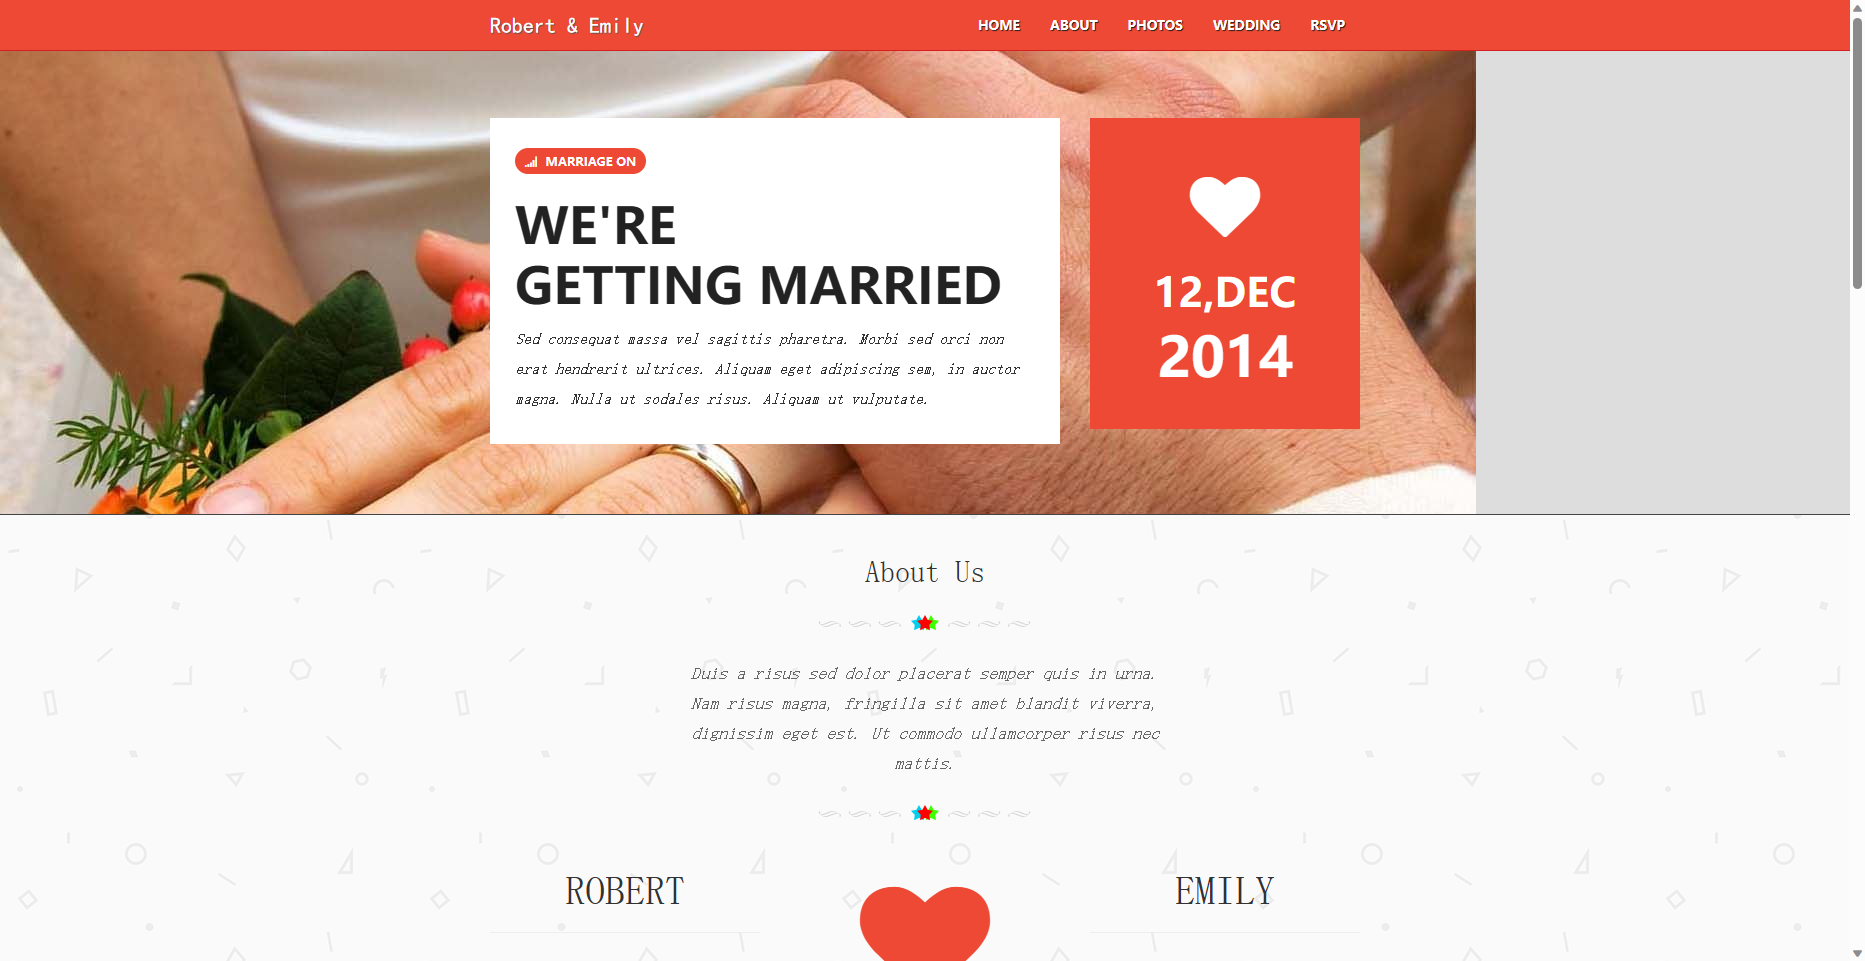 Robert & Emily
HOME ABOUT PHOTOS WEDDING RSVP
MARRIAGE ON
WE'RE
GETTING MARRIED
Sed consequat massa vel sagittis pharetra. Morbi sed orci non
erat hendrerit ultrices. Aliquam eget adipiscing sem, in auctor
magna. Nulla ut sodales risus. Aliquam ut vulputate.
12,DEC
2014
About Us
Duis a risus sed dolor placerat semper quis in urna.
Nam risus magna, fringilla sit amet blandit viverra,
dignissim eget est. Ut commodo ullamcorper risus nec
mattis.
ROBERT
EMILY